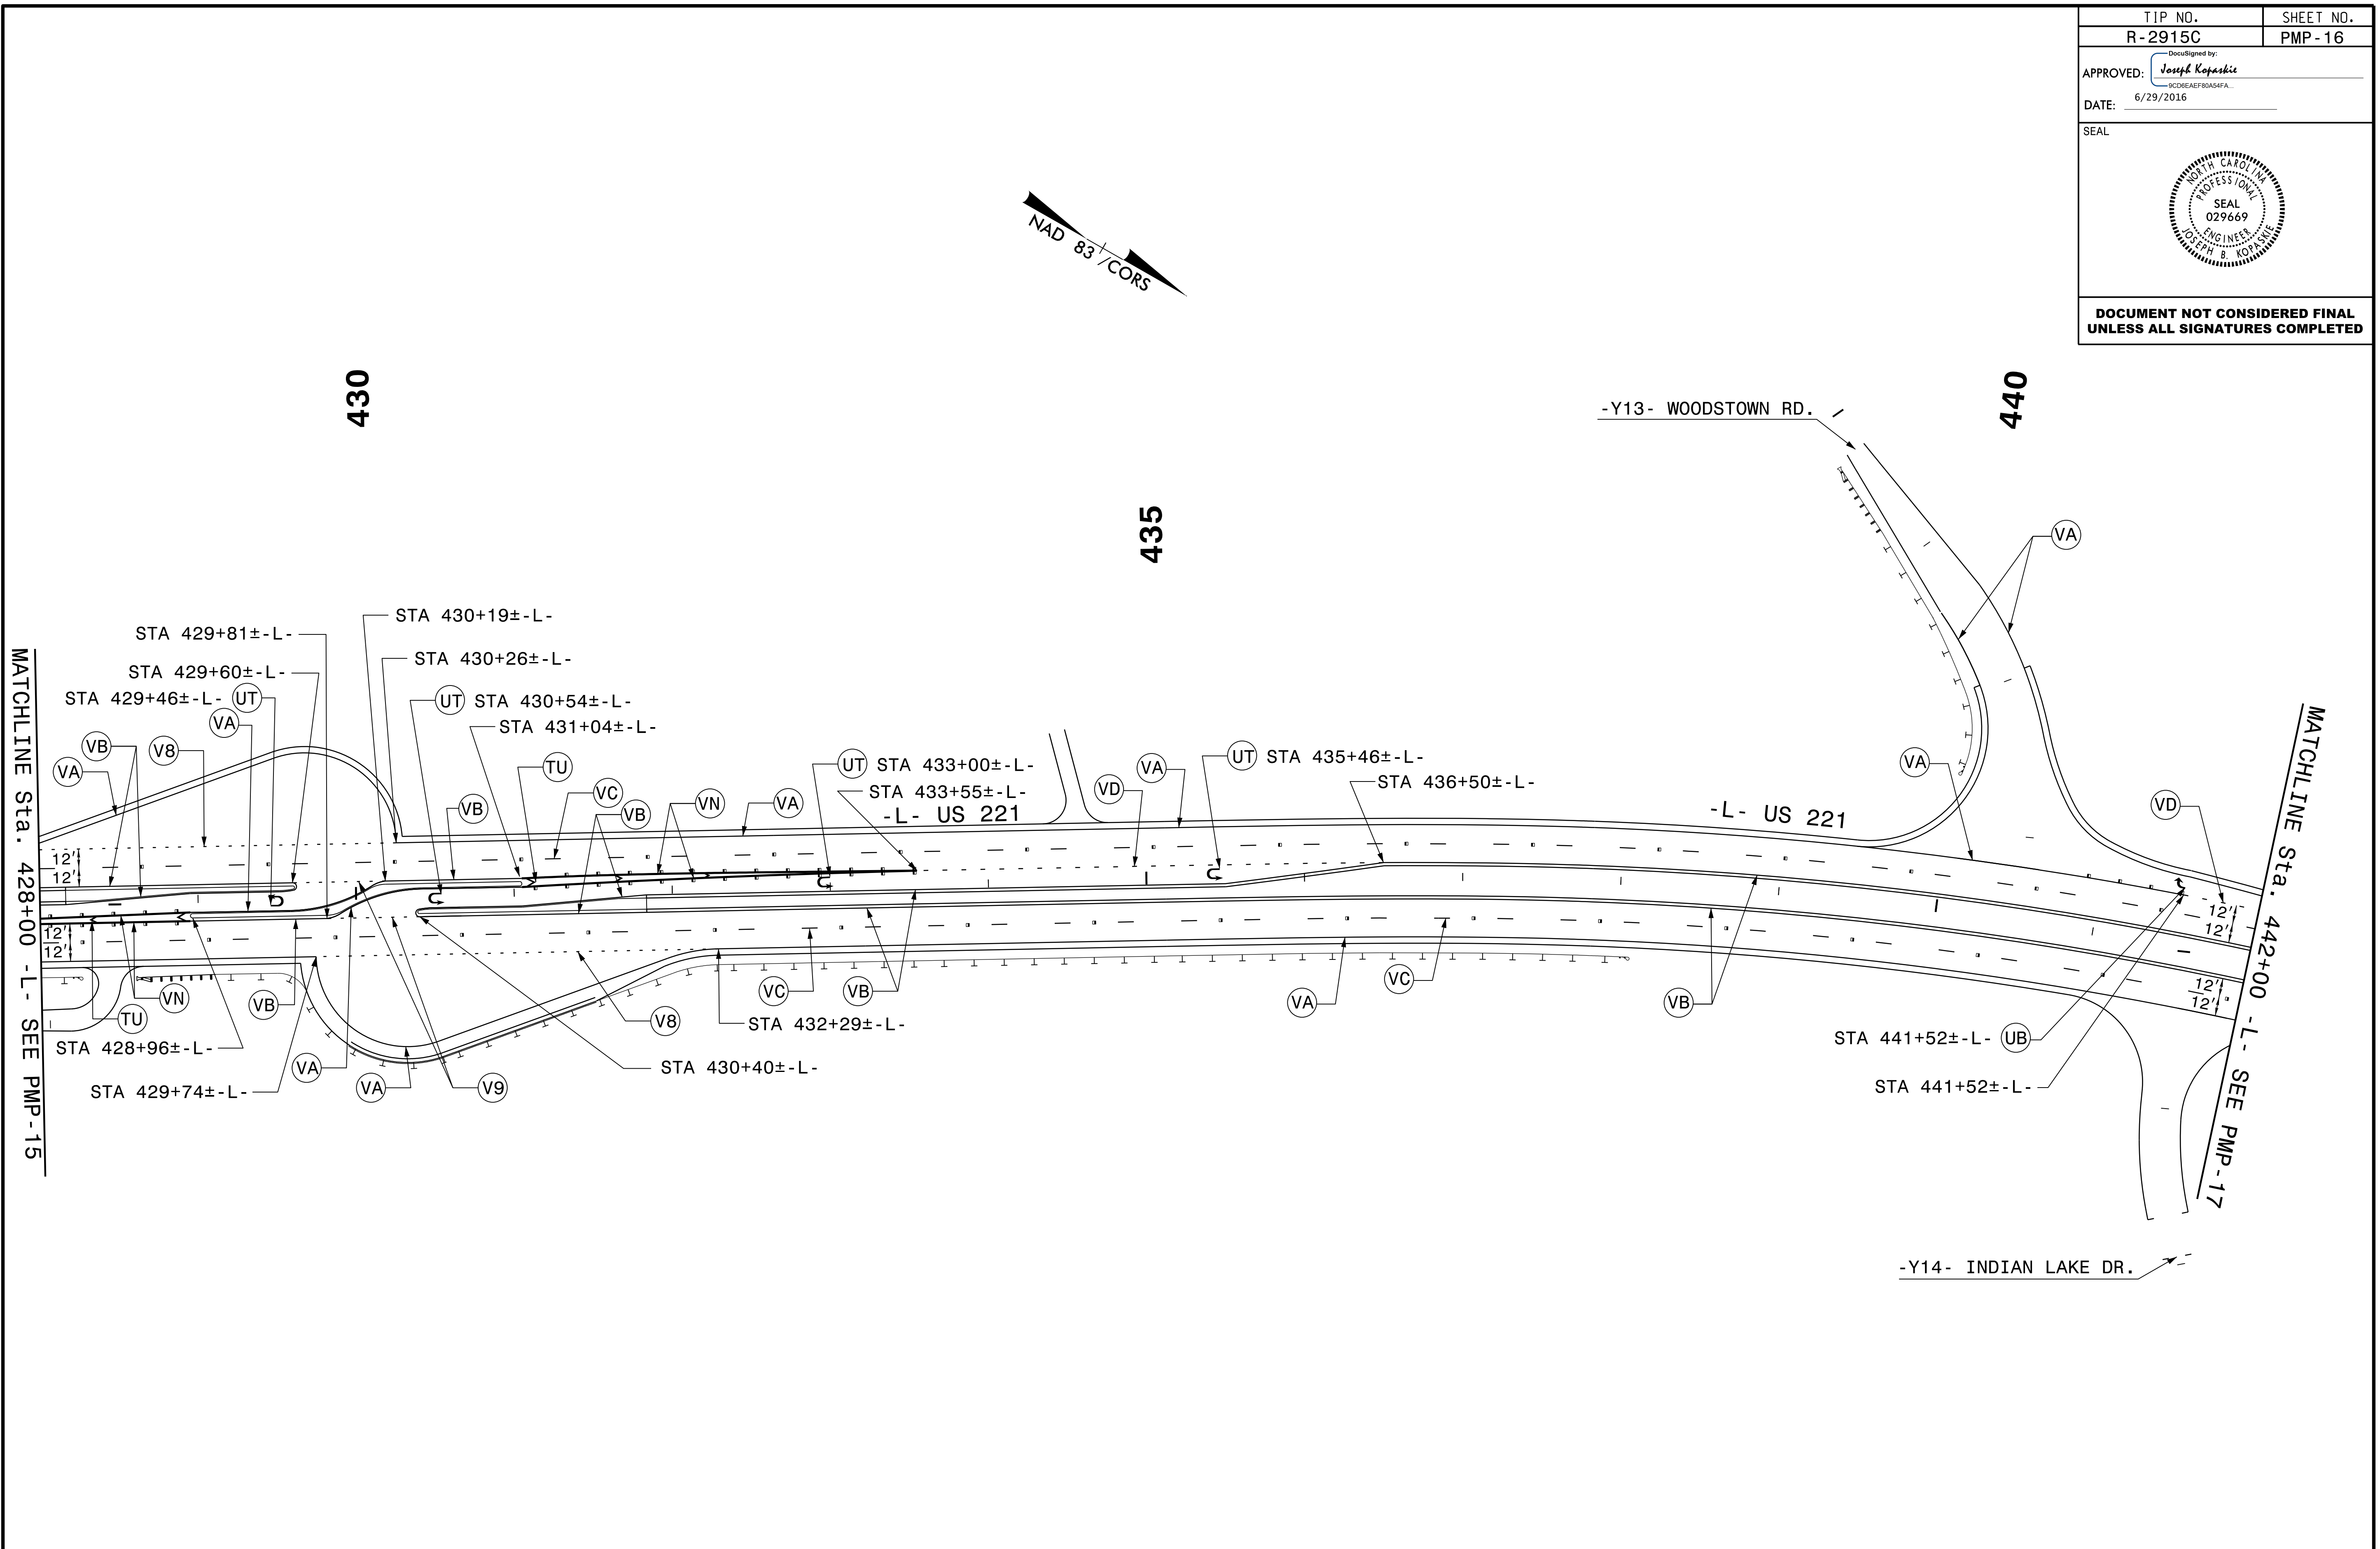 TIP NO. SHEET NO.
R-2915C PMP-16
DocuSigned by:
APPROVED: Joseph Kopaskie
9CD6EAEF80A54FA...
DATE: 6/29/2016
SEAL
NORTH CAROLINA
PROFESSIONAL
SEAL
029669
ENGINEER
JOSEPH B. KOPASKIE
DOCUMENT NOT CONSIDERED FINAL
UNLESS ALL SIGNATURES COMPLETED
NAD 83/CORS
430
435
440
-Y13- WOODSTOWN RD.
VA
STA 430+19±-L-
STA 429+81±-L-
STA 430+26±-L-
STA 429+60±-L-
STA 429+46±-L- UT
UT STA 430+54±-L-
VA
STA 431+04±-L-
VB
V8
VA
TU
VC
VB
VB
VN
VA
UT STA 433+00±-L-
STA 433+55±-L-
-L- US 221
VD
VA
UT STA 435+46±-L-
STA 436+50±-L-
-L- US 221
VA
VD
12'
12'
12'
12'
12'
12'
12'
12'
MATCHLINE Sta. 428+00 -L- SEE PMP-15
MATCHLINE Sta. 442+00 -L- SEE PMP-17
VN
TU
VB
STA 428+96±-L-
VA
STA 429+74±-L-
VA
V9
STA 430+40±-L-
V8
STA 432+29±-L-
VC
VB
VA
VC
VB
STA 441+52±-L- UB
STA 441+52±-L-
-Y14- INDIAN LAKE DR.